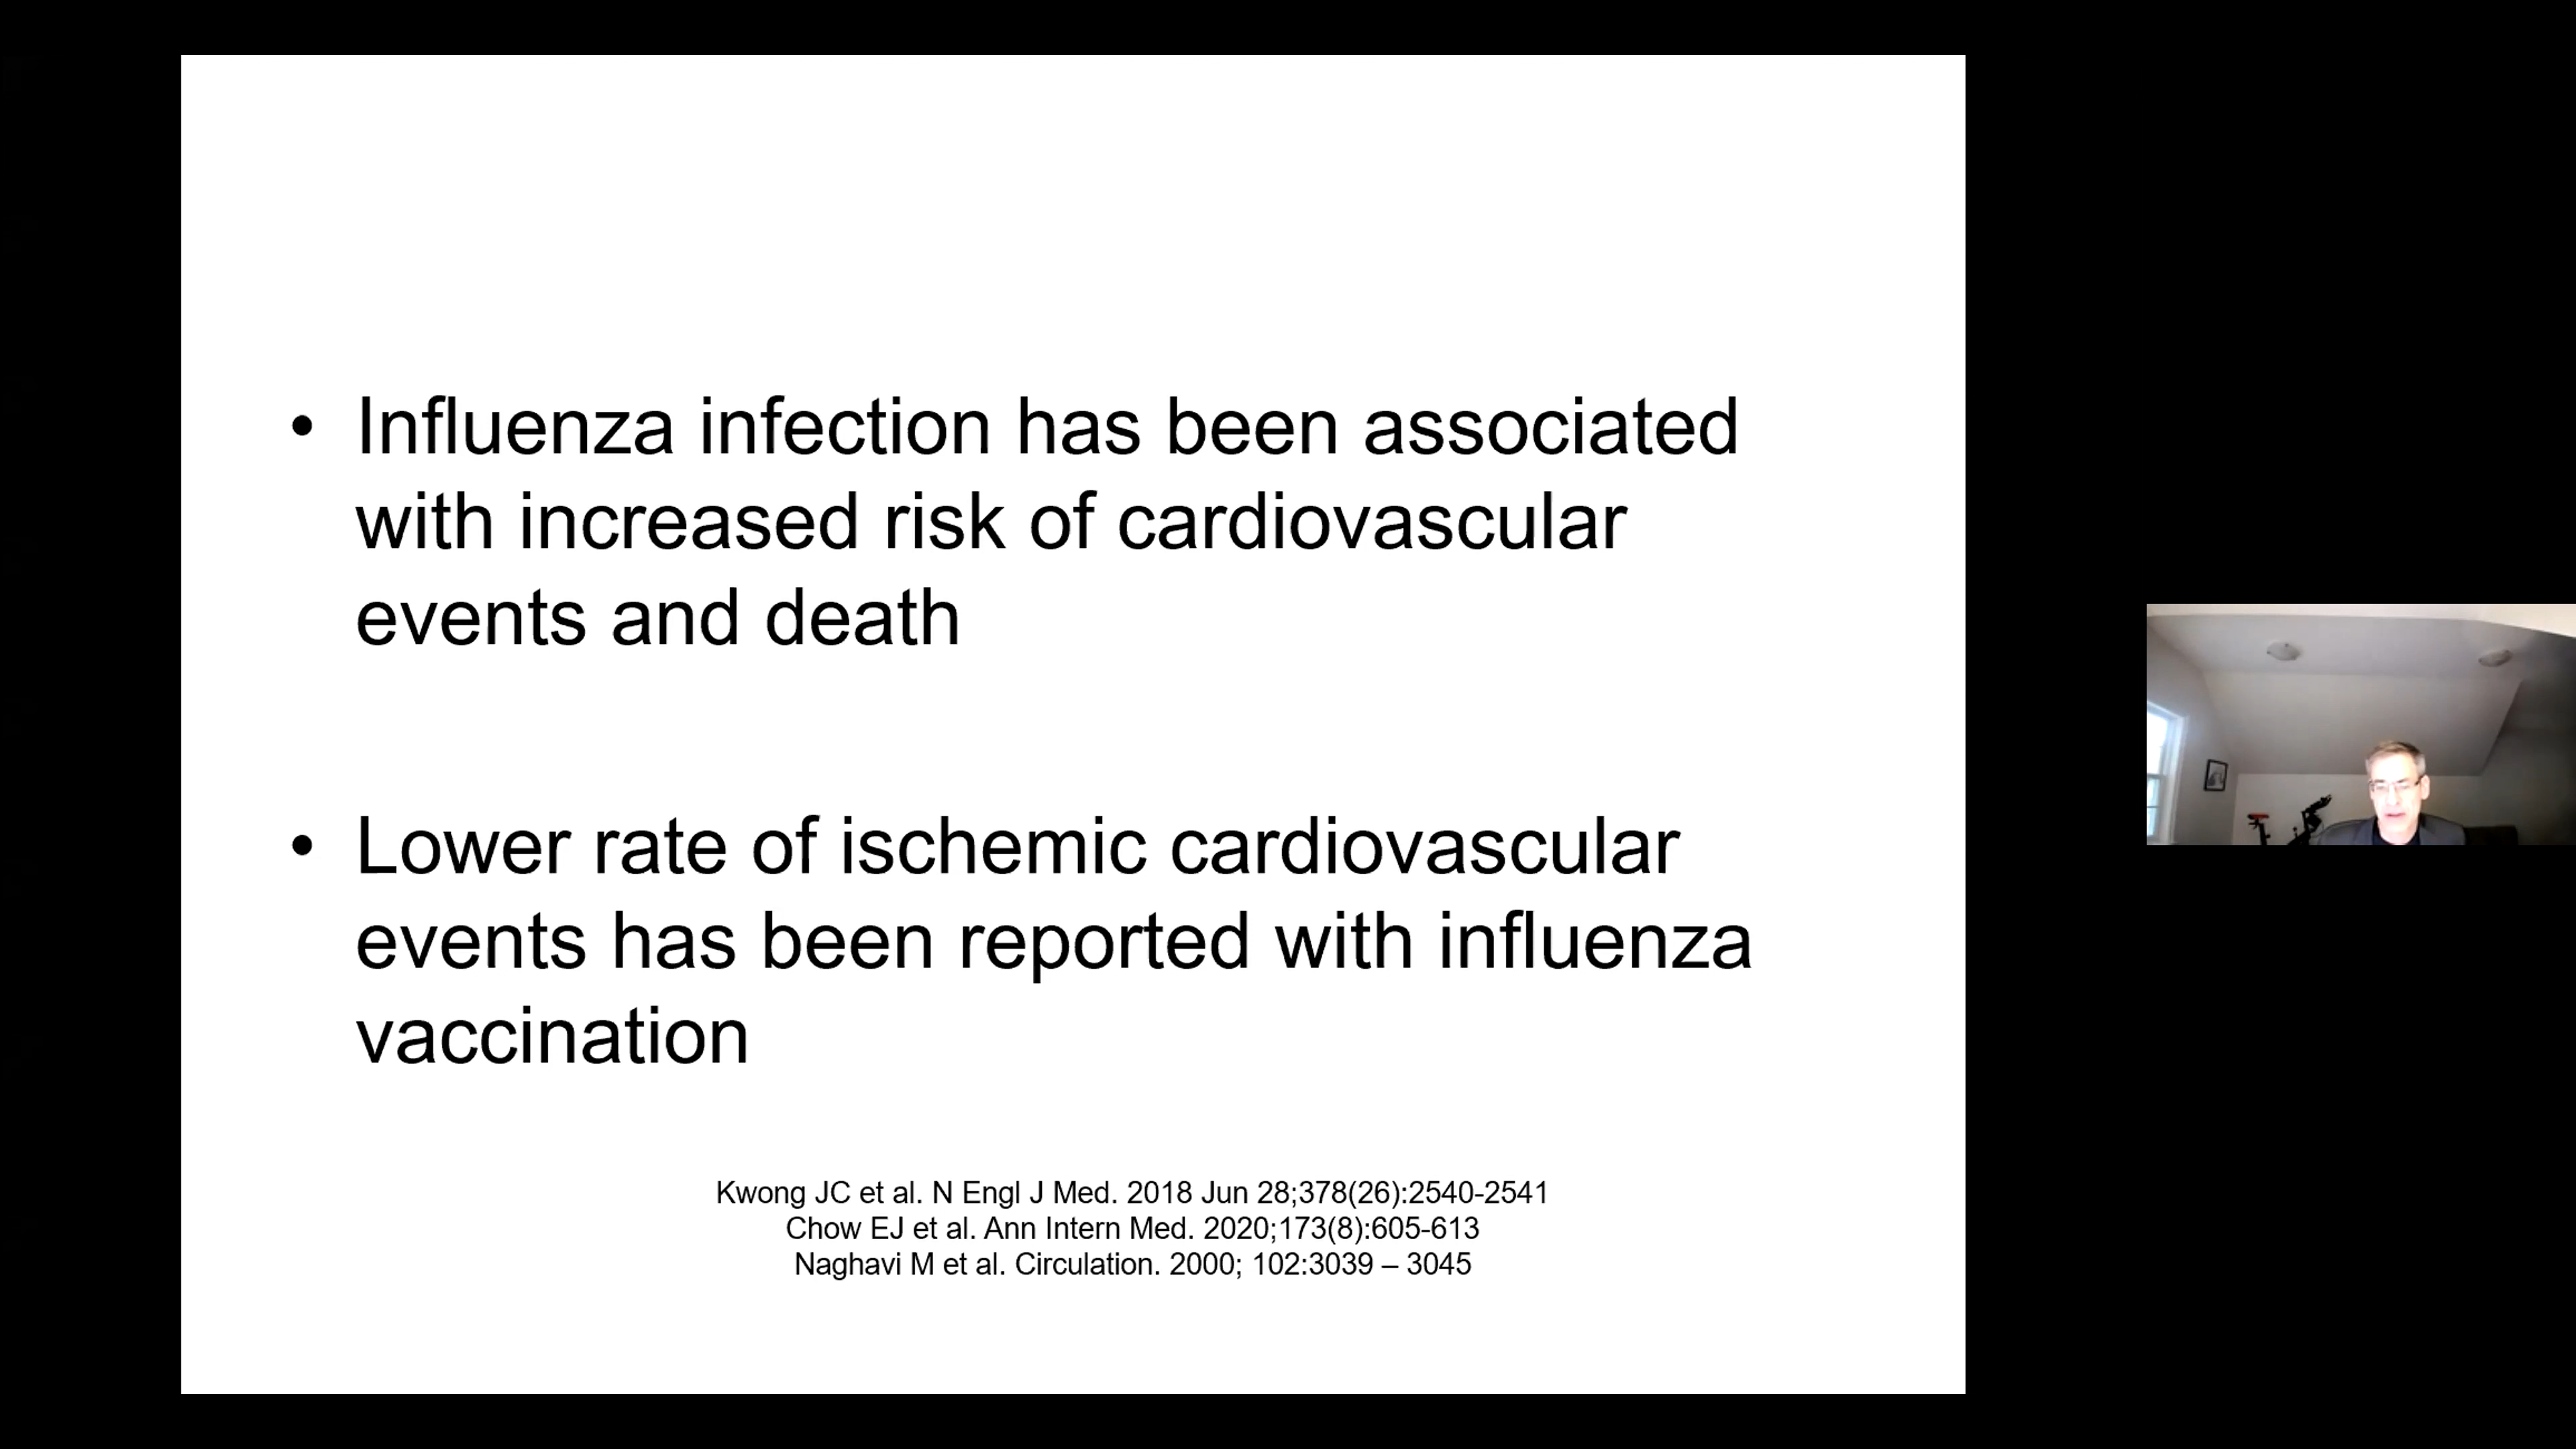 • Influenza infection has been associated
with increased risk of cardiovascular
events and death
• Lower rate of ischemic cardiovascular
events has been reported with influenza
vaccination
Kwong JC et al. N Engl J Med. 2018 Jun 28;378(26):2540-2541
Chow EJ et al. Ann Intern Med. 2020;173(8):605-613
Naghavi M et al. Circulation. 2000; 102:3039 – 3045